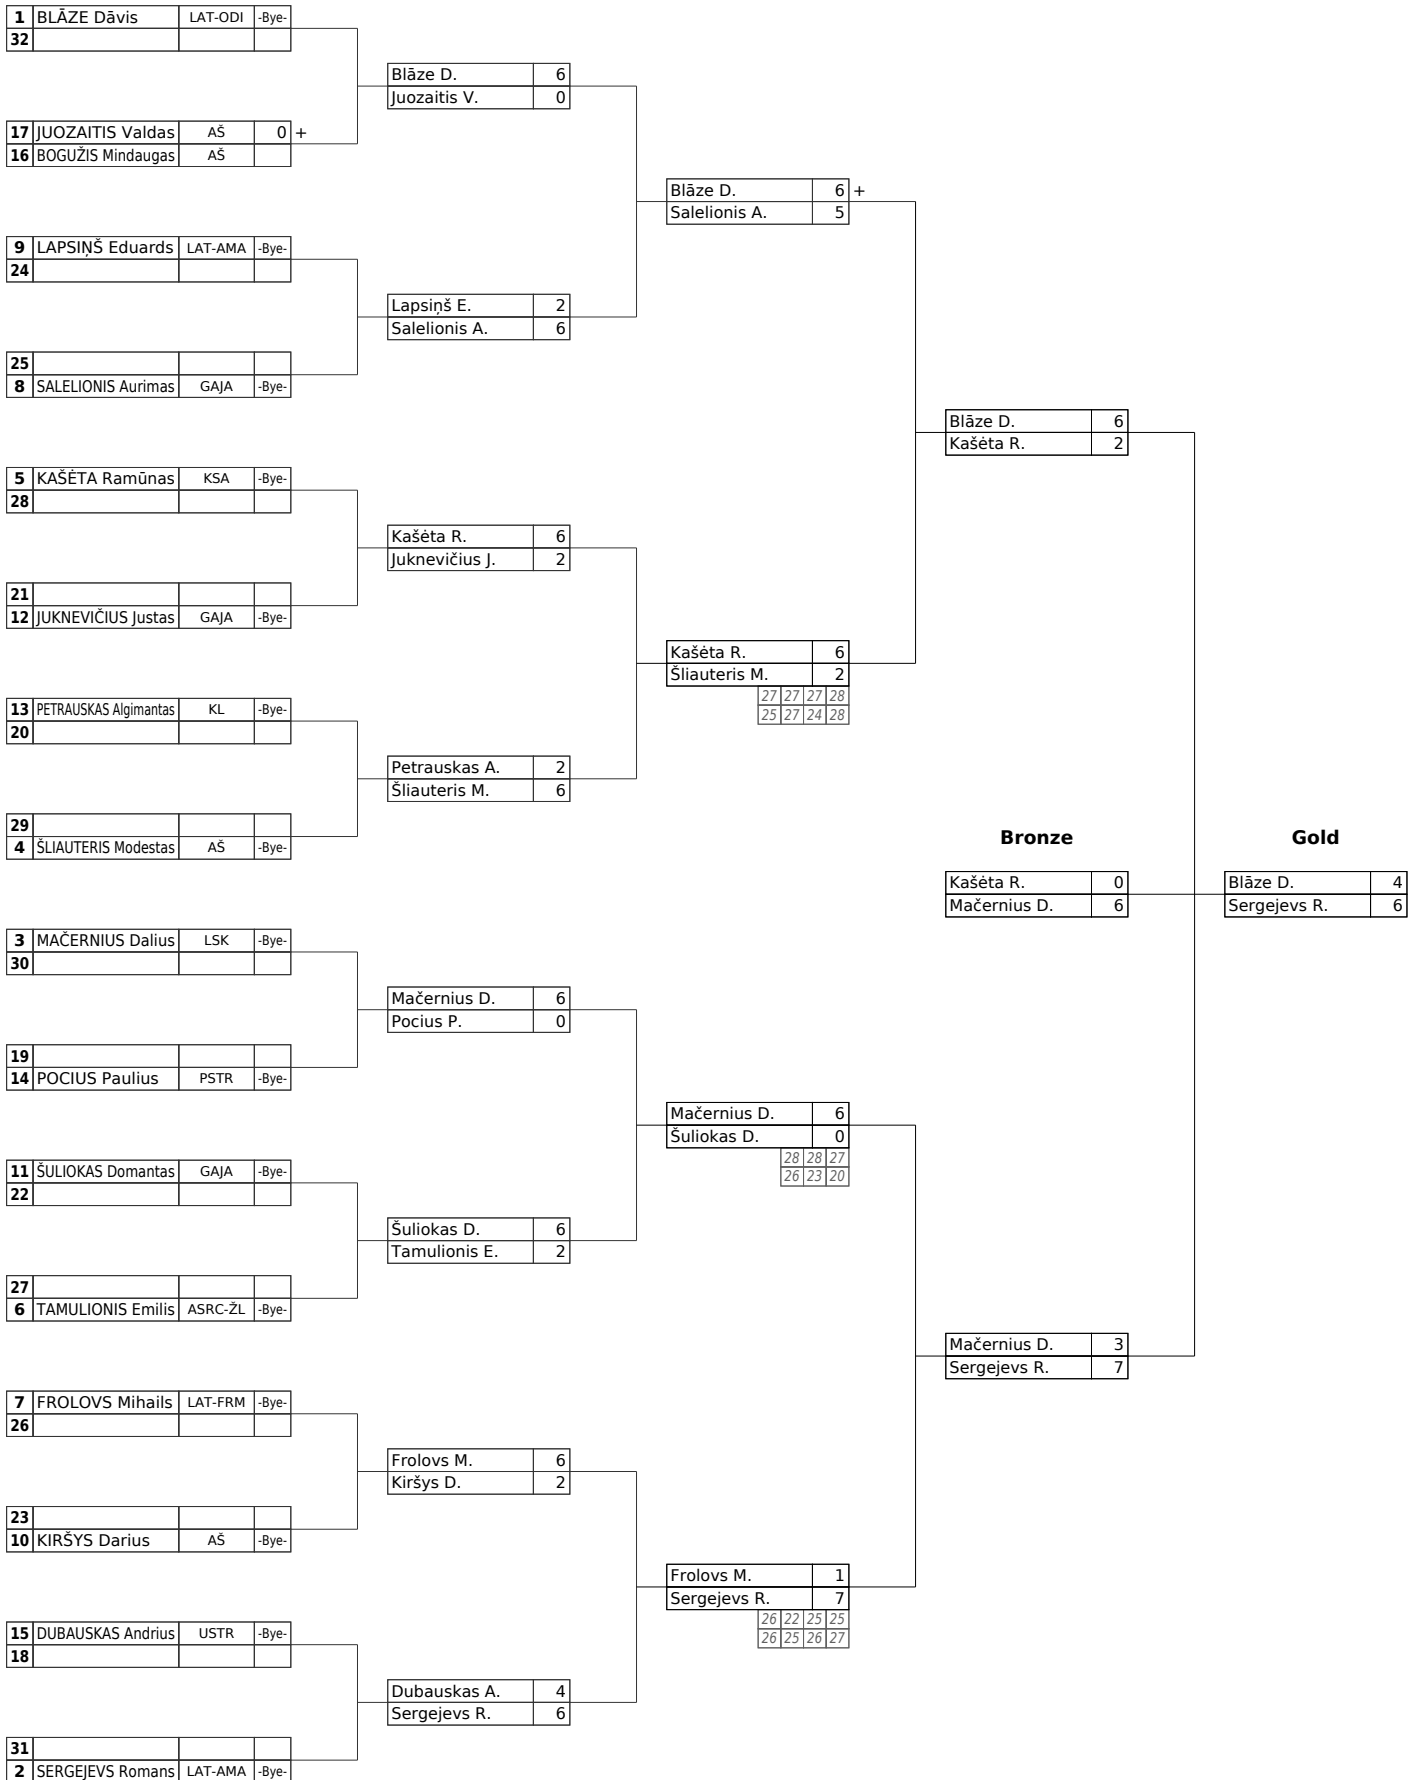 1 BLĀZE Dāvis LAT-ODI -Bye-
32
Blāze D. 6
Juozaitis V. 0
17 JUOZAITIS Valdas AŠ 0 +
16 BOGUŽIS Mindaugas AŠ
Blāze D. 6 +
Salelionis A. 5
9 LAPSIŅŠ Eduards LAT-AMA -Bye-
24
Lapsiņš E. 2
Salelionis A. 6
25
8 SALELIONIS Aurimas GAJA -Bye-
Blāze D. 6
Kašėta R. 2
5 KAŠĖTA Ramūnas KSA -Bye-
28
Kašėta R. 6
Juknevičius J. 2
21
12 JUKNEVIČIUS Justas GAJA -Bye-
Kašėta R. 6
Šliauteris M. 2
27 27 27 28
25 27 24 28
13 PETRAUSKAS Algimantas KL -Bye-
20
Petrauskas A. 2
Šliauteris M. 6
29
4 ŠLIAUTERIS Modestas AŠ -Bye-
Bronze Gold
Kašėta R. 0 Blāze D. 4
Mačernius D. 6 Sergejevs R. 6
3 MAČERNIUS Dalius LSK -Bye-
30
Mačernius D. 6
Pocius P. 0
19
14 POCIUS Paulius PSTR -Bye-
Mačernius D. 6
Šuliokas D. 0
28 28 27
26 23 20
11 ŠULIOKAS Domantas GAJA -Bye-
22
Šuliokas D. 6
Tamulionis E. 2
27
6 TAMULIONIS Emilis ASRC-ŽL -Bye-
Mačernius D. 3
Sergejevs R. 7
7 FROLOVS Mihails LAT-FRM -Bye-
26
Frolovs M. 6
Kiršys D. 2
23
10 KIRŠYS Darius AŠ -Bye-
Frolovs M. 1
Sergejevs R. 7
26 22 25 25
26 25 26 27
15 DUBAUSKAS Andrius USTR -Bye-
18
Dubauskas A. 4
Sergejevs R. 6
31
2 SERGEJEVS Romans LAT-AMA -Bye-